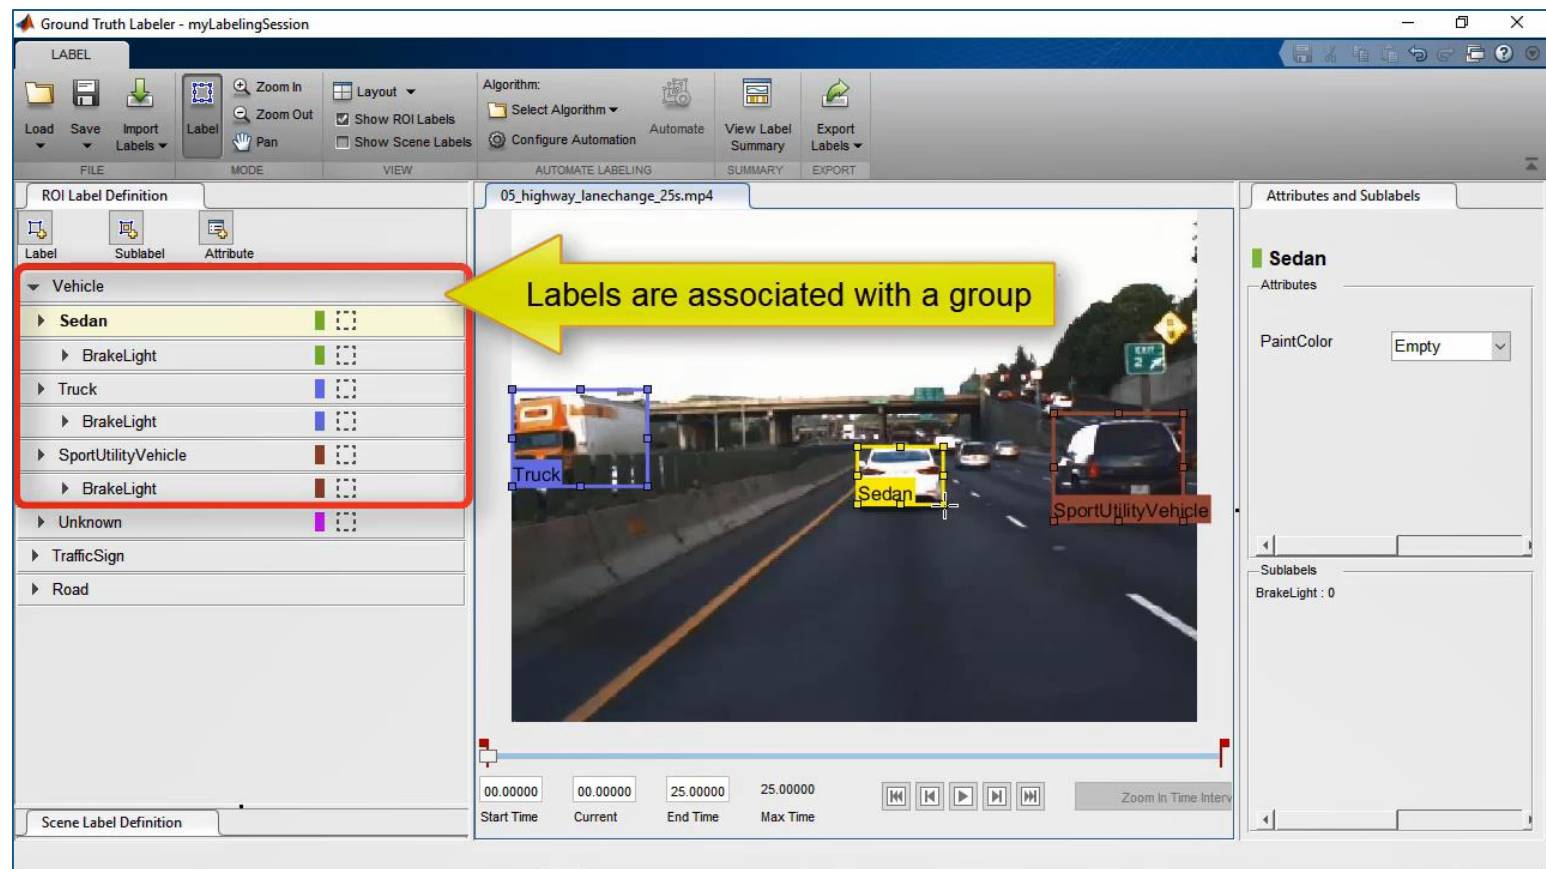 Ground Truth Labeler - myLabelingSession
LABEL
Load
Save
Import
Labels
Label
Zoom In
Zoom Out
Pan
Layout
Show ROI Labels
Show Scene Labels
Algorithm:
Select Algorithm
Configure Automation
Automate
View Label
Summary
Export
Labels
FILE
MODE
VIEW
AUTOMATE LABELING
SUMMARY
EXPORT
ROI Label Definition
Label
Sublabel
Attribute
Vehicle
Sedan
BrakeLight
Truck
BrakeLight
SportUtilityVehicle
BrakeLight
Unknown
TrafficSign
Road
Scene Label Definition
05_highway_lanechange_25s.mp4
Labels are associated with a group
EXIT
2
Truck
Sedan
SportUtilityVehicle
00.00000
00.00000
25.00000
25.00000
Start Time
Current
End Time
Max Time
Zoom In Time Interv
Attributes and Sublabels
Sedan
Attributes
PaintColor
Empty
Sublabels
BrakeLight : 0